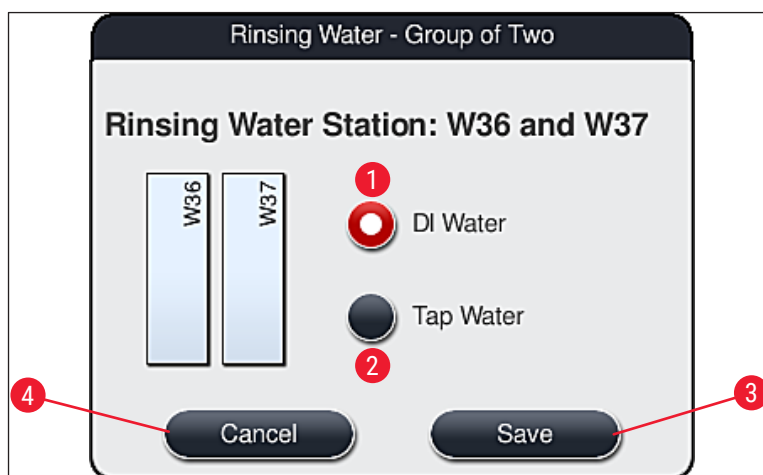 Rinsing Water - Group of Two
Rinsing Water Station: W36 and W37
W36
W37
1
DI Water
Tap Water
2
4
3
Cancel
Save